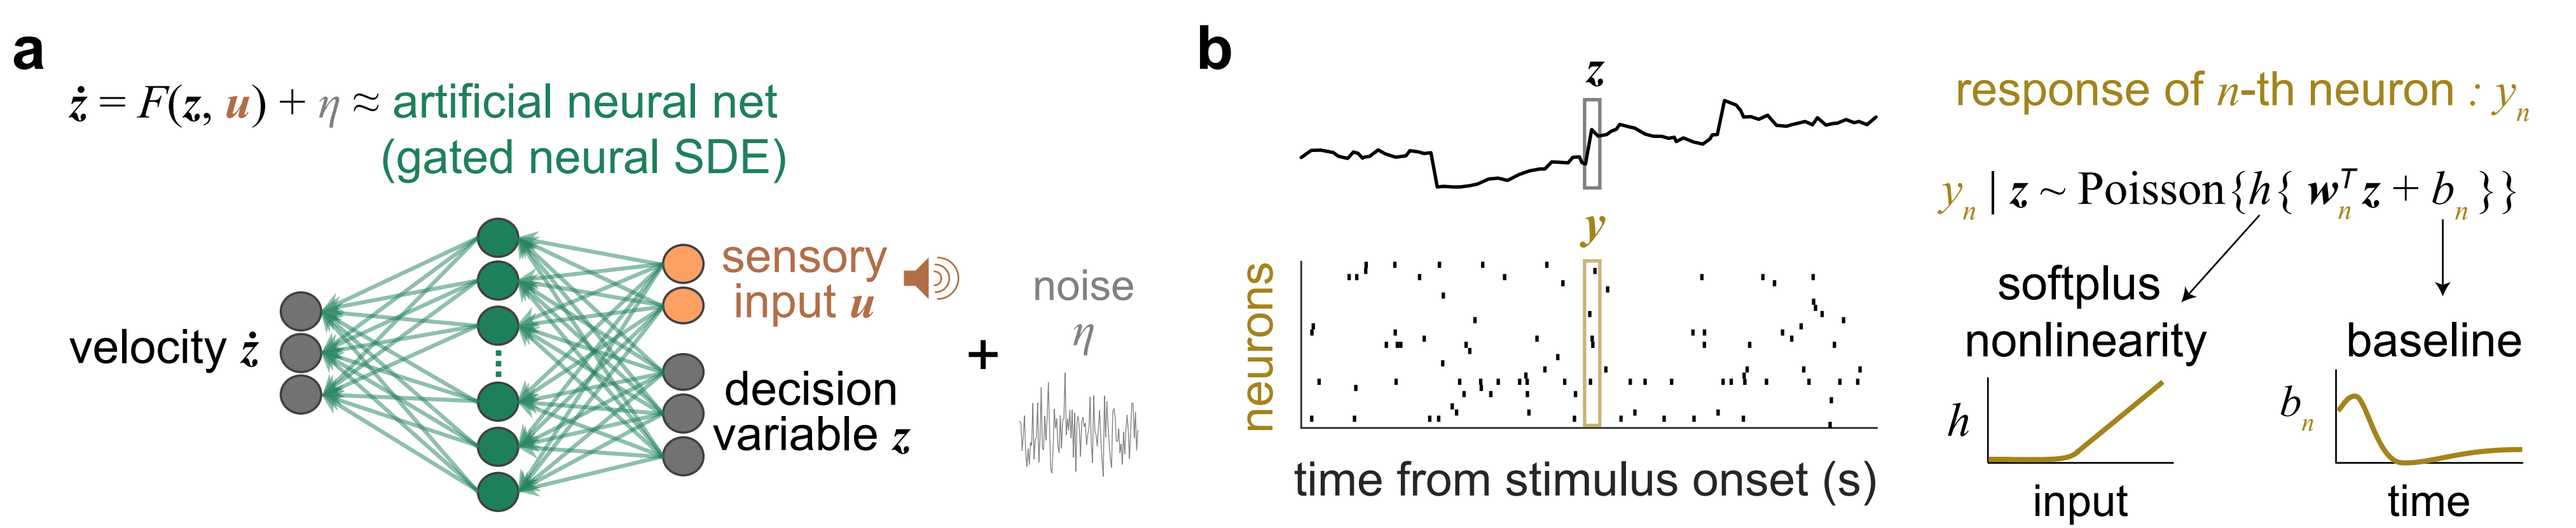 a
ż = F(z, u) + η ≈ artificial neural net
(gated neural SDE)
velocity ż
sensory
input u
decision
variable z
+
noise
η
b
z
y
neurons
time from stimulus onset (s)
response of n-th neuron : yₙ
yₙ | z ~ Poisson{h{ wₙᵀz + bₙ }}
softplus
nonlinearity
h
input
baseline
bₙ
time